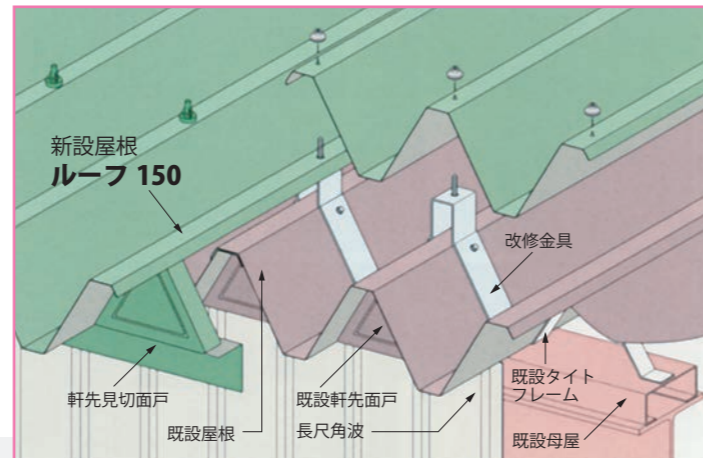 新設屋根
ルーフ 150
改修金具
軒先見切面戸
既設屋根
既設軒先面戸
長尺角波
既設タイト
フレーム
既設母屋